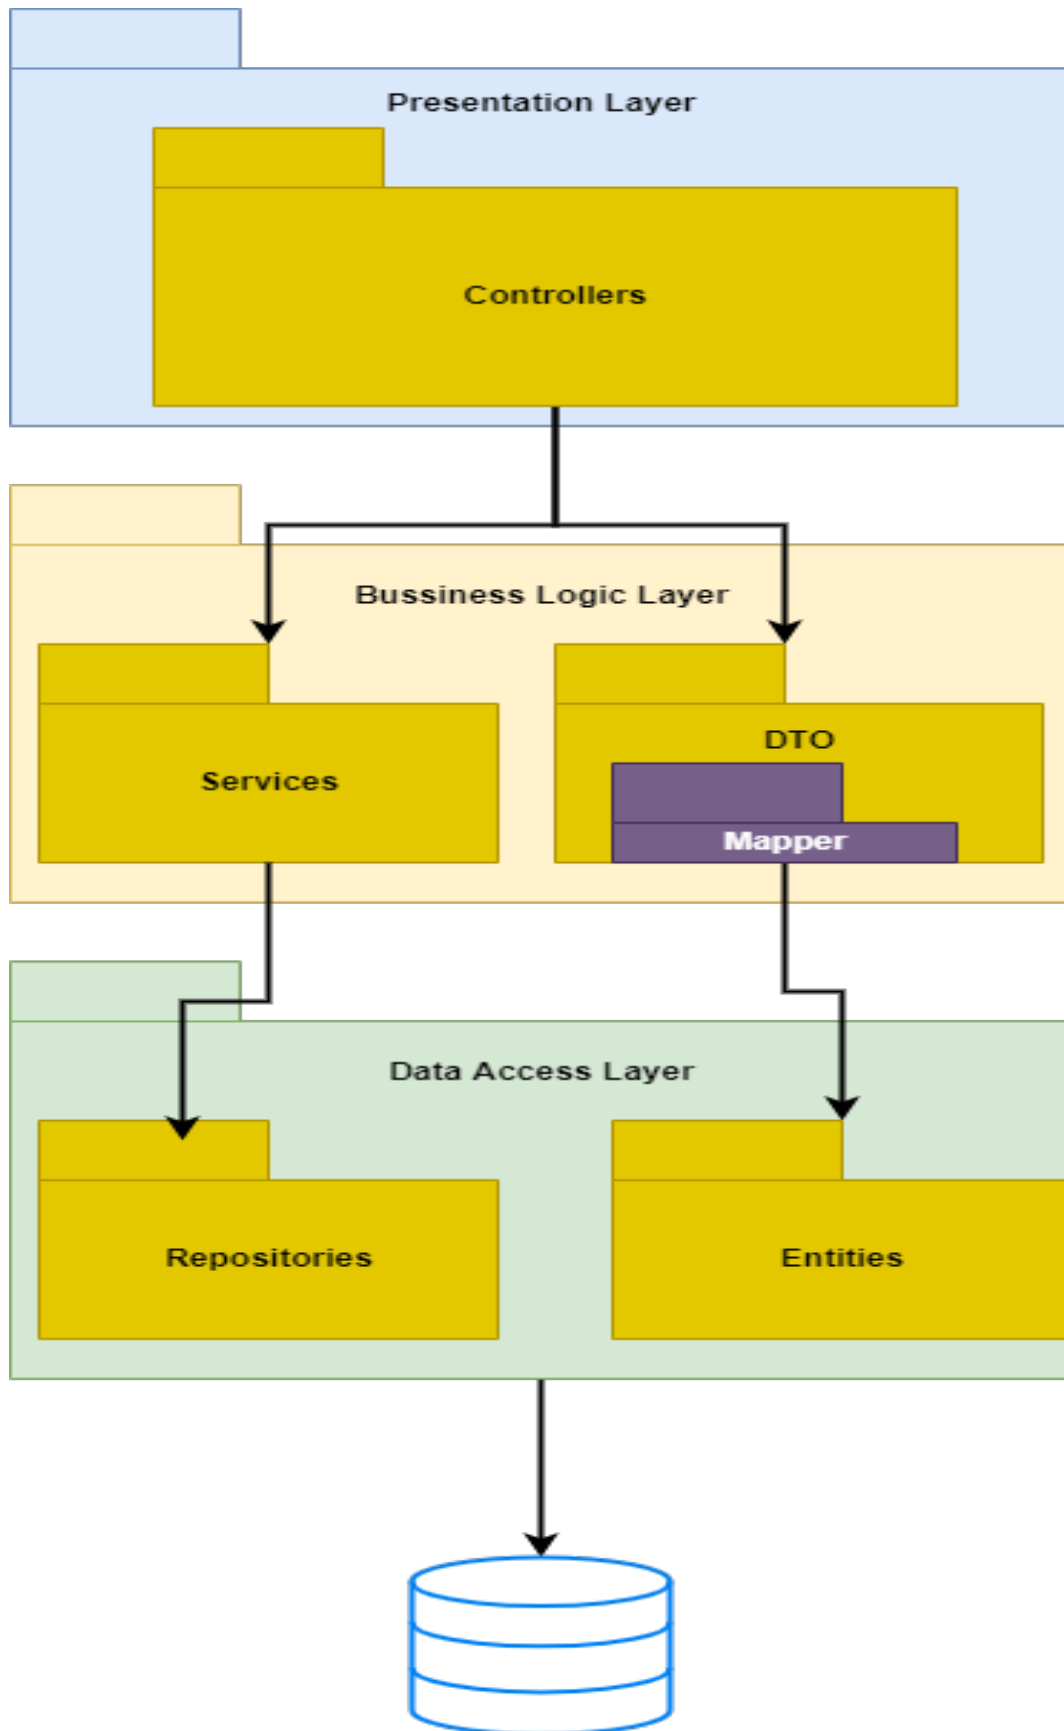 Presentation Layer
Controllers
Bussiness Logic Layer
Services
DTO
Mapper
Data Access Layer
Repositories
Entities